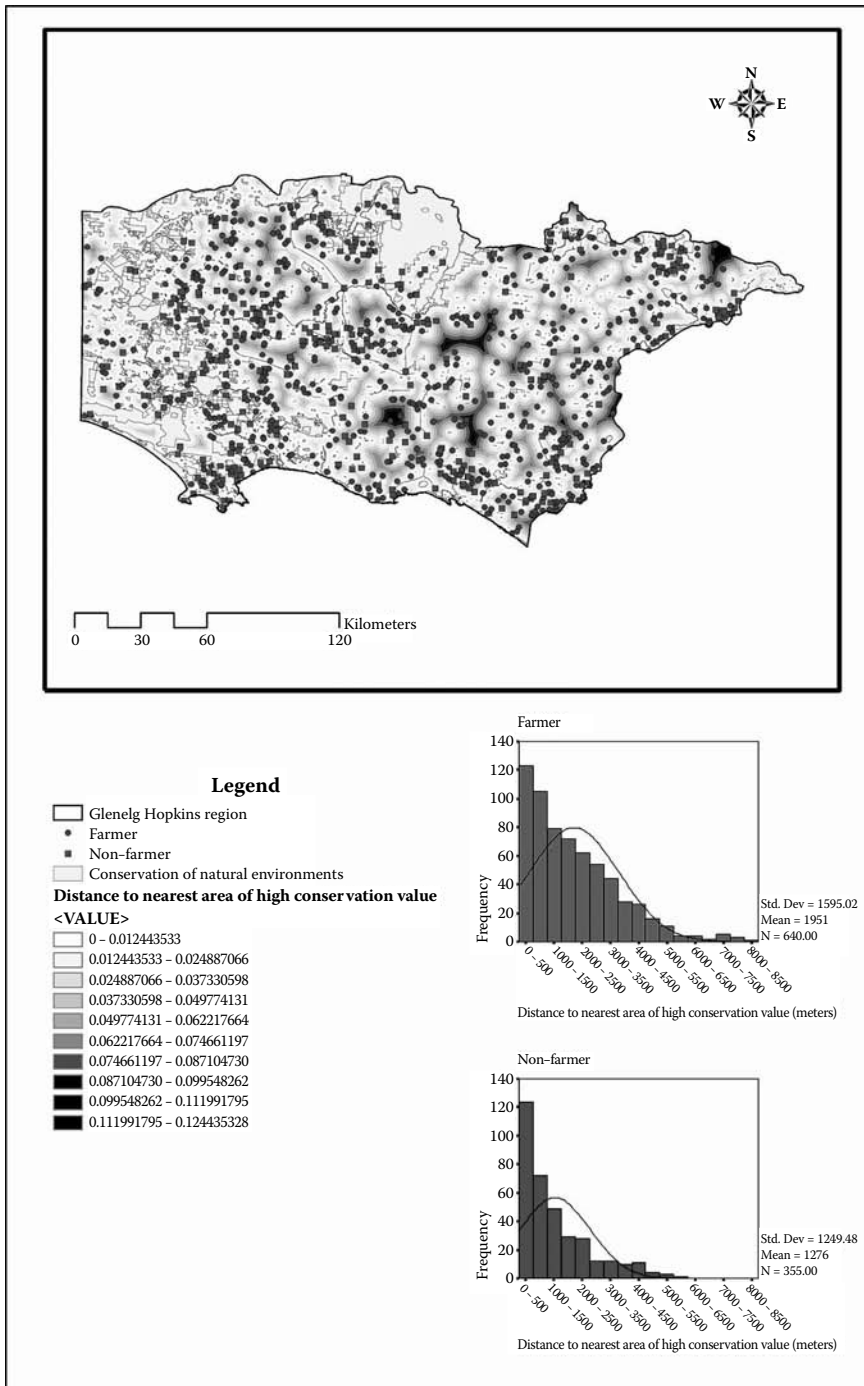 N
W E
S
Kilometers
0 30 60 120
Legend
Glenelg Hopkins region
Farmer
Non–farmer
Conservation of natural environments
Distance to nearest area of high conservation value
<VALUE>
0 – 0.012443533
0.012443533 – 0.024887066
0.024887066 – 0.037330598
0.037330598 – 0.049774131
0.049774131 – 0.062217664
0.062217664 – 0.074661197
0.074661197 – 0.087104730
0.087104730 – 0.099548262
0.099548262 – 0.111991795
0.111991795 – 0.124435328
Farmer
140
120
100
80
60
40
20
0
Frequency
0 – 500
1000 – 1500
2000 – 2500
3000 – 3500
4000 – 4500
5000 – 5500
6000 – 6500
7000 – 7500
8000 – 8500
Std. Dev = 1595.02
Mean = 1951
N = 640.00
Distance to nearest area of high conservation value (meters)
Non–farmer
140
120
100
80
60
40
20
0
Frequency
0 – 500
1000 – 1500
2000 – 2500
3000 – 3500
4000 – 4500
5000 – 5500
6000 – 6500
7000 – 7500
8000 – 8500
Std. Dev = 1249.48
Mean = 1276
N = 355.00
Distance to nearest area of high conservation value (meters)